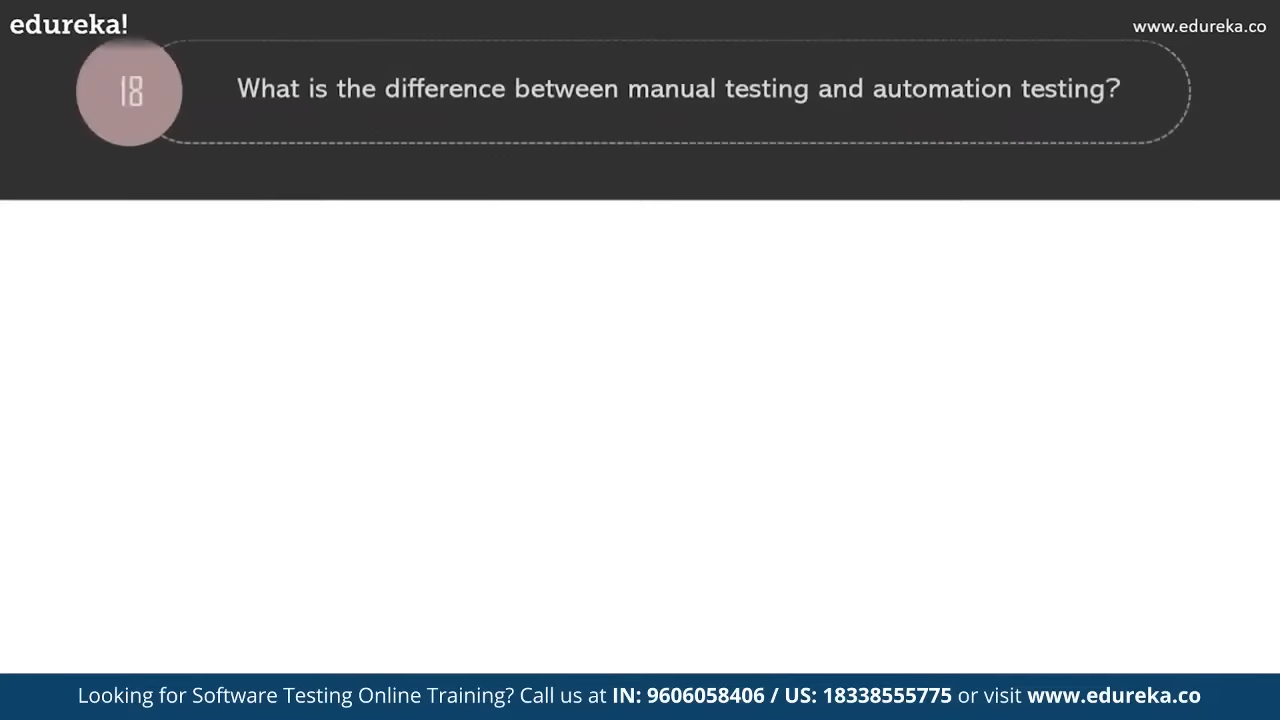 edureka!
www.edureka.co
18
What is the difference between manual testing and automation testing?
Looking for Software Testing Online Training? Call us at IN: 9606058406 / US: 18338555775 or visit www.edureka.co